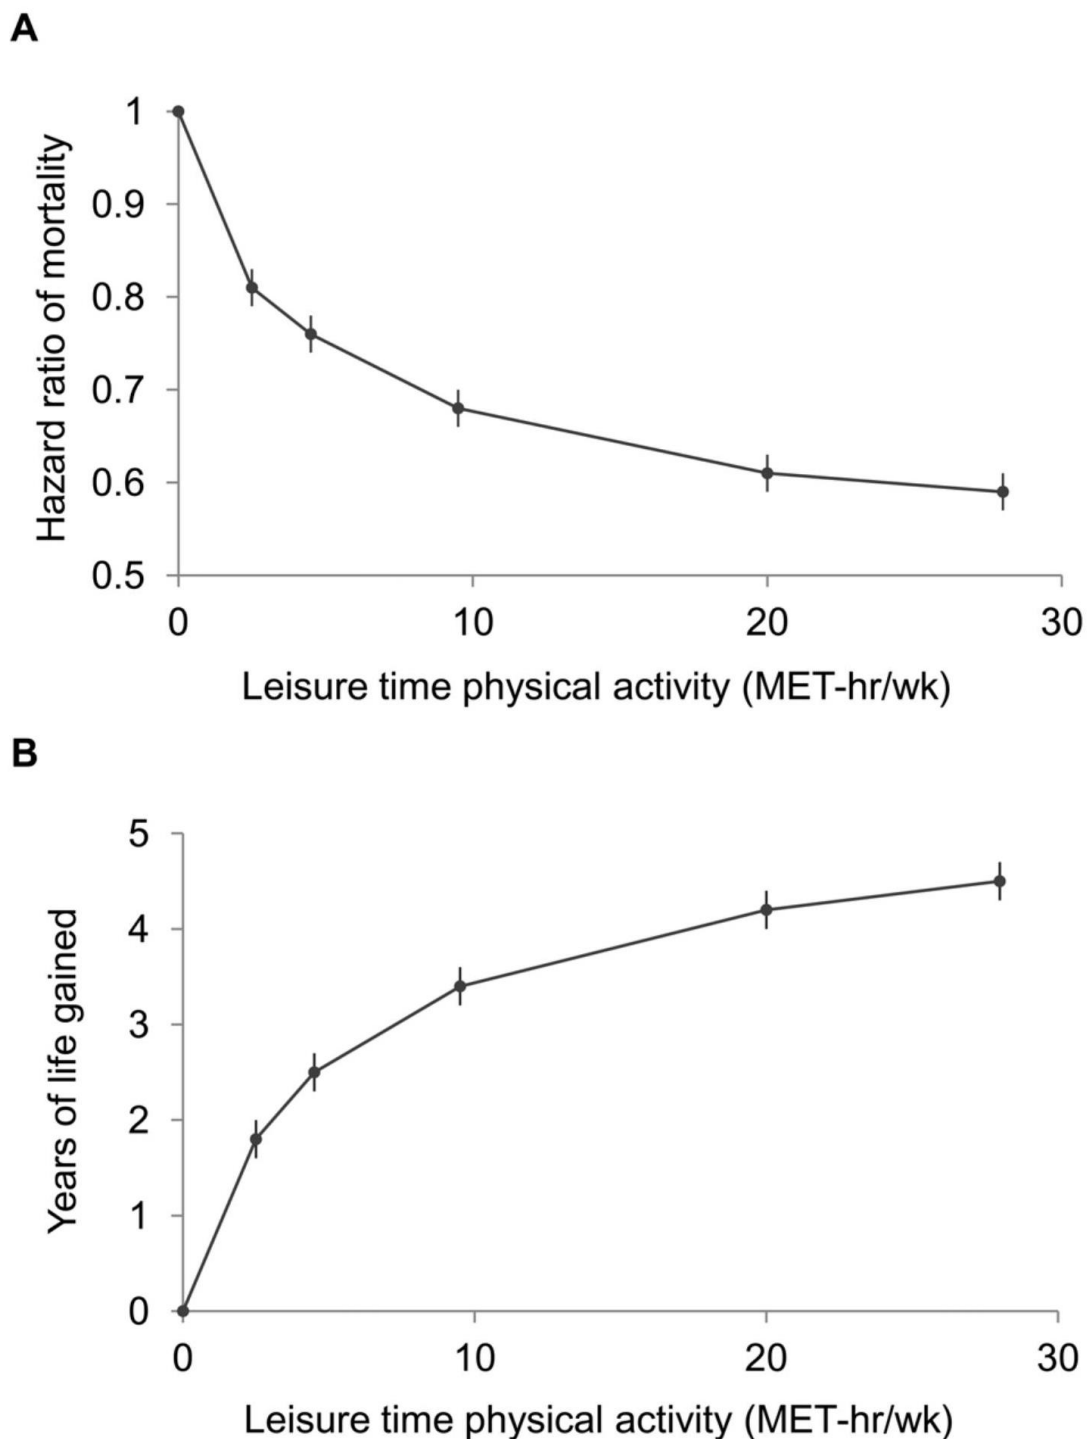 A
Hazard ratio of mortality
1
0.9
0.8
0.7
0.6
0.5
0 10 20 30
Leisure time physical activity (MET-hr/wk)
B
Years of life gained
5
4
3
2
1
0
0 10 20 30
Leisure time physical activity (MET-hr/wk)